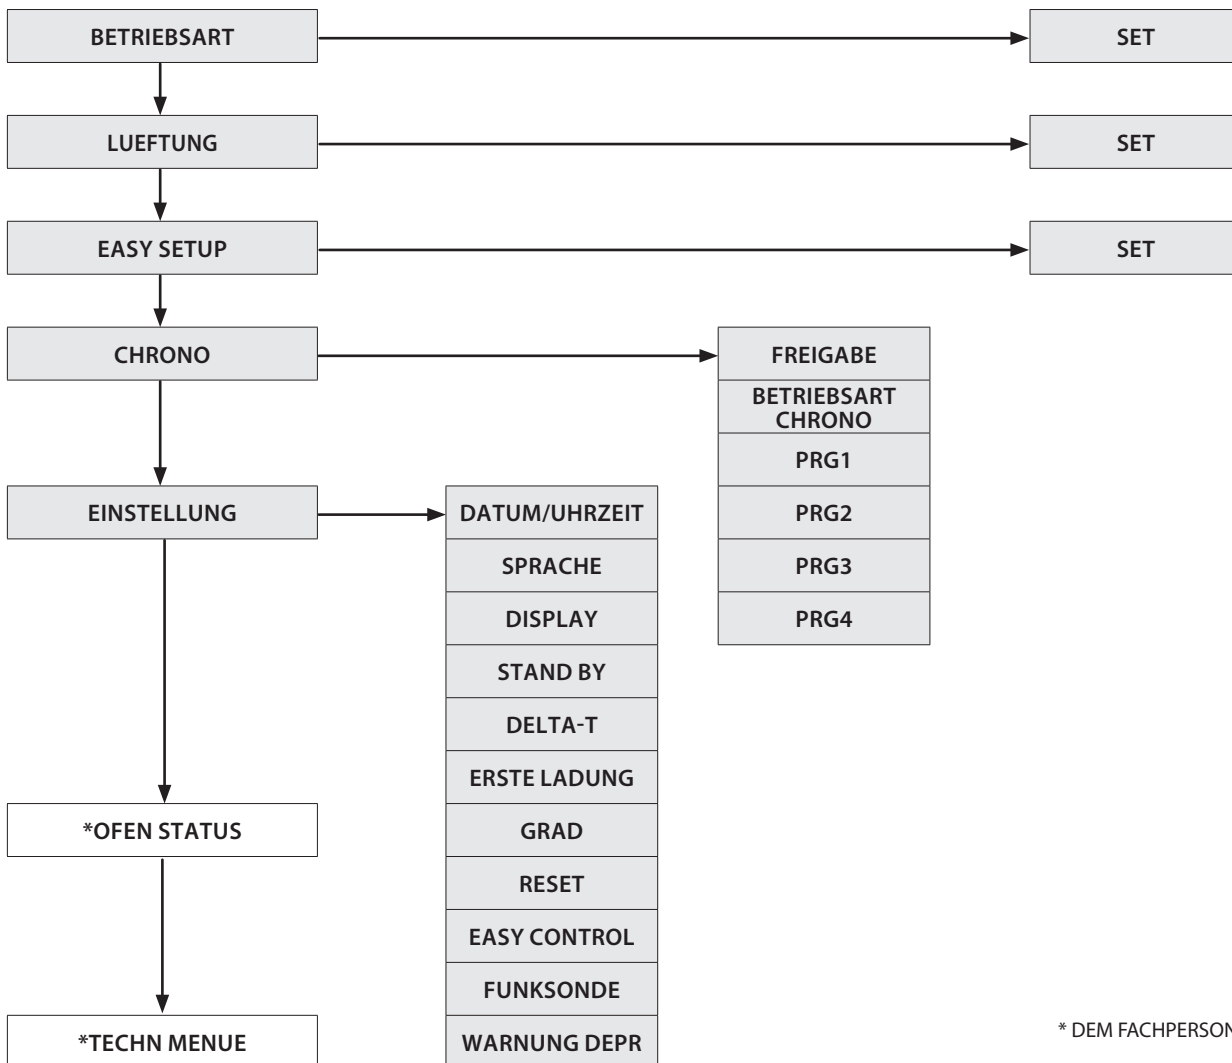 BETRIEBSART
SET
LUEFTUNG
SET
EASY SETUP
SET
CHRONO
FREIGABE
BETRIEBSART
CHRONO
PRG1
PRG2
PRG3
PRG4
EINSTELLUNG
DATUM/UHRZEIT
SPRACHE
DISPLAY
STAND BY
DELTA-T
ERSTE LADUNG
GRAD
RESET
EASY CONTROL
FUNKSONDE
WARNUNG DEPR
*OFEN STATUS
*TECHN MENUE
* DEM